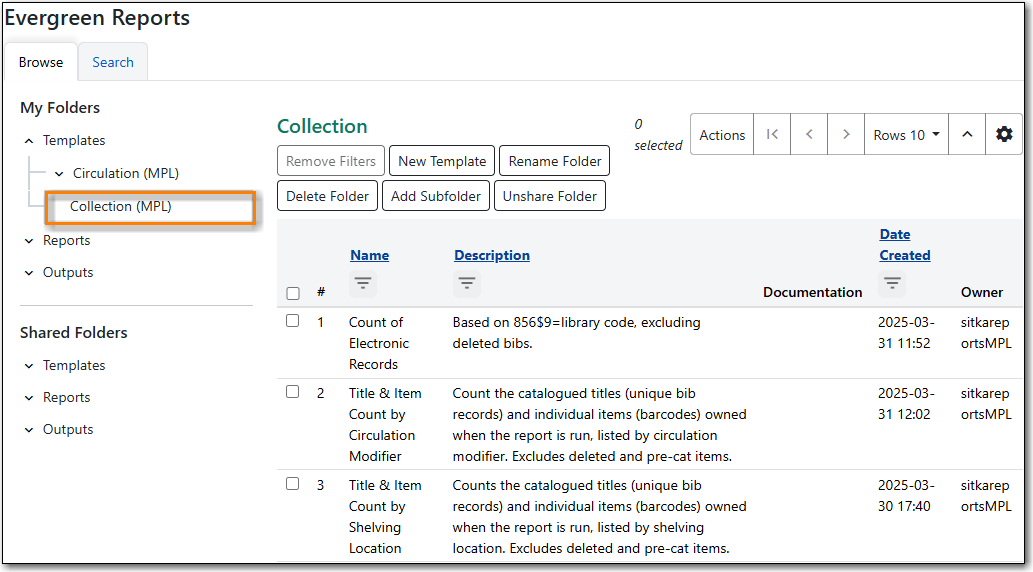 Evergreen Reports
Browse
Search
My Folders
Templates
Circulation (MPL)
Collection (MPL)
Reports
Outputs
Shared Folders
Templates
Reports
Outputs
Collection
0
selected
Actions
Rows 10
Remove Filters
New Template
Rename Folder
Delete Folder
Add Subfolder
Unshare Folder
#
Name
Description
Documentation
Date
Created
Owner
1
Count of
Electronic
Records
Based on 856$9=library code, excluding
deleted bibs.
2025-03-
31 11:52
sitkarep
ortsMPL
2
Title & Item
Count by
Circulation
Modifier
Count the catalogued titles (unique bib
records) and individual items (barcodes) owned
when the report is run, listed by circulation
modifier. Excludes deleted and pre-cat items.
2025-03-
31 12:02
sitkarep
ortsMPL
3
Title & Item
Count by
Shelving
Location
Counts the catalogued titles (unique bib
records) and individual items (barcodes) owned
when the report is run, listed by shelving
location. Excludes deleted and pre-cat items.
2025-03-
30 17:40
sitkarep
ortsMPL